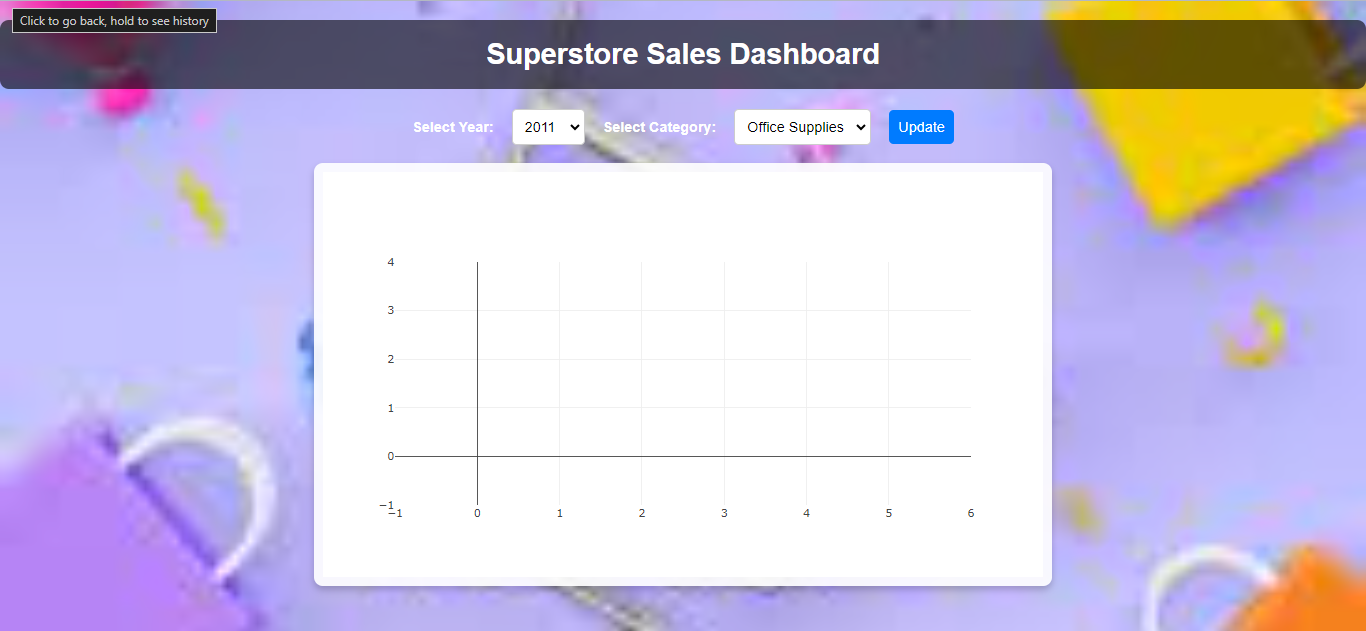 Click to go back, hold to see history
Superstore Sales Dashboard
Select Year: 2011 Select Category: Office Supplies Update
4
3
2
1
0
−1
−1 0 1 2 3 4 5 6